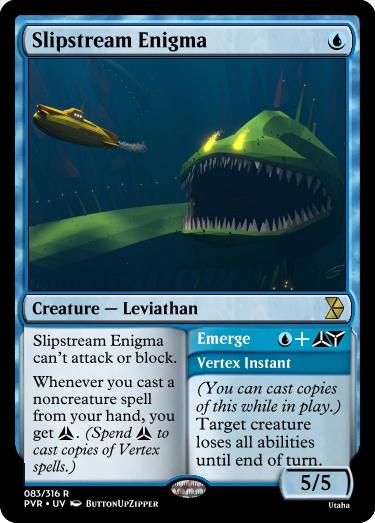 Slipstream Enigma
Creature — Leviathan
Slipstream Enigma
can't attack or block.
Whenever you cast a
noncreature spell
from your hand, you
get . (Spend to
cast copies of Vertex
spells.)
Emerge +
Vertex Instant
(You can cast copies
of this while in play.)
Target creature
loses all abilities
until end of turn.
5/5
083/316 R
PVR • UV ButtonUpZipper
Utaha